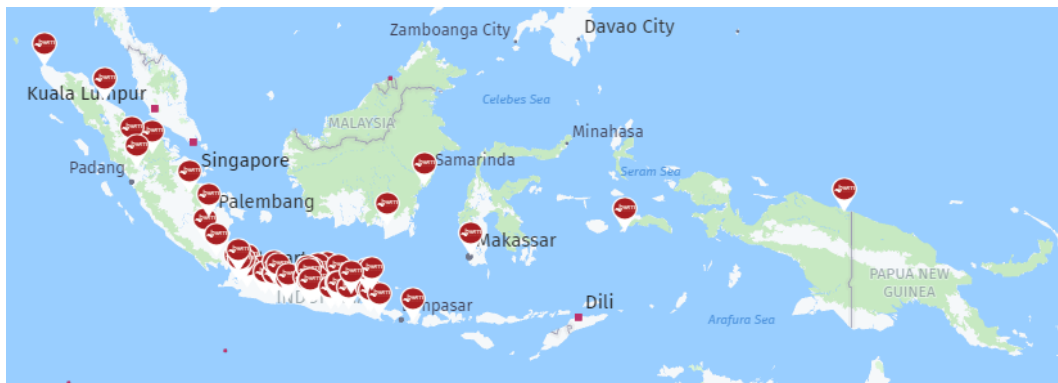 Zamboanga City
Davao City
Kuala Lumpur
Celebes Sea
MALAYSIA
Minahasa
Padang
Singapore
Samarinda
Seram Sea
Palembang
Makassar
Dili
PAPUA NEW
GUINEA
Arafura Sea